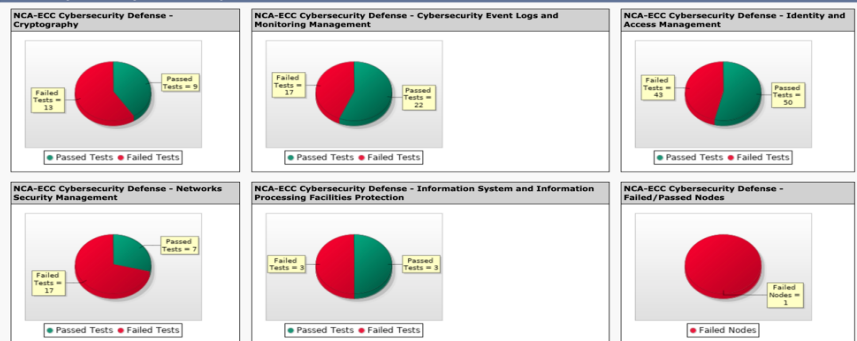 NCA-ECC Cybersecurity Defense -
Cryptography
Failed
Tests =
13
Passed
Tests = 9
Passed Tests Failed Tests
NCA-ECC Cybersecurity Defense - Cybersecurity Event Logs and
Monitoring Management
Failed
Tests =
17
Passed
Tests =
22
Passed Tests Failed Tests
NCA-ECC Cybersecurity Defense - Identity and
Access Management
Failed
Tests =
43
Passed
Tests =
50
Passed Tests Failed Tests
NCA-ECC Cybersecurity Defense - Networks
Security Management
Passed
Tests = 7
Failed
Tests =
17
Passed Tests Failed Tests
NCA-ECC Cybersecurity Defense - Information System and Information
Processing Facilities Protection
Failed
Tests = 3
Passed
Tests = 3
Passed Tests Failed Tests
NCA-ECC Cybersecurity Defense -
Failed/Passed Nodes
Failed
Nodes =
1
Failed Nodes